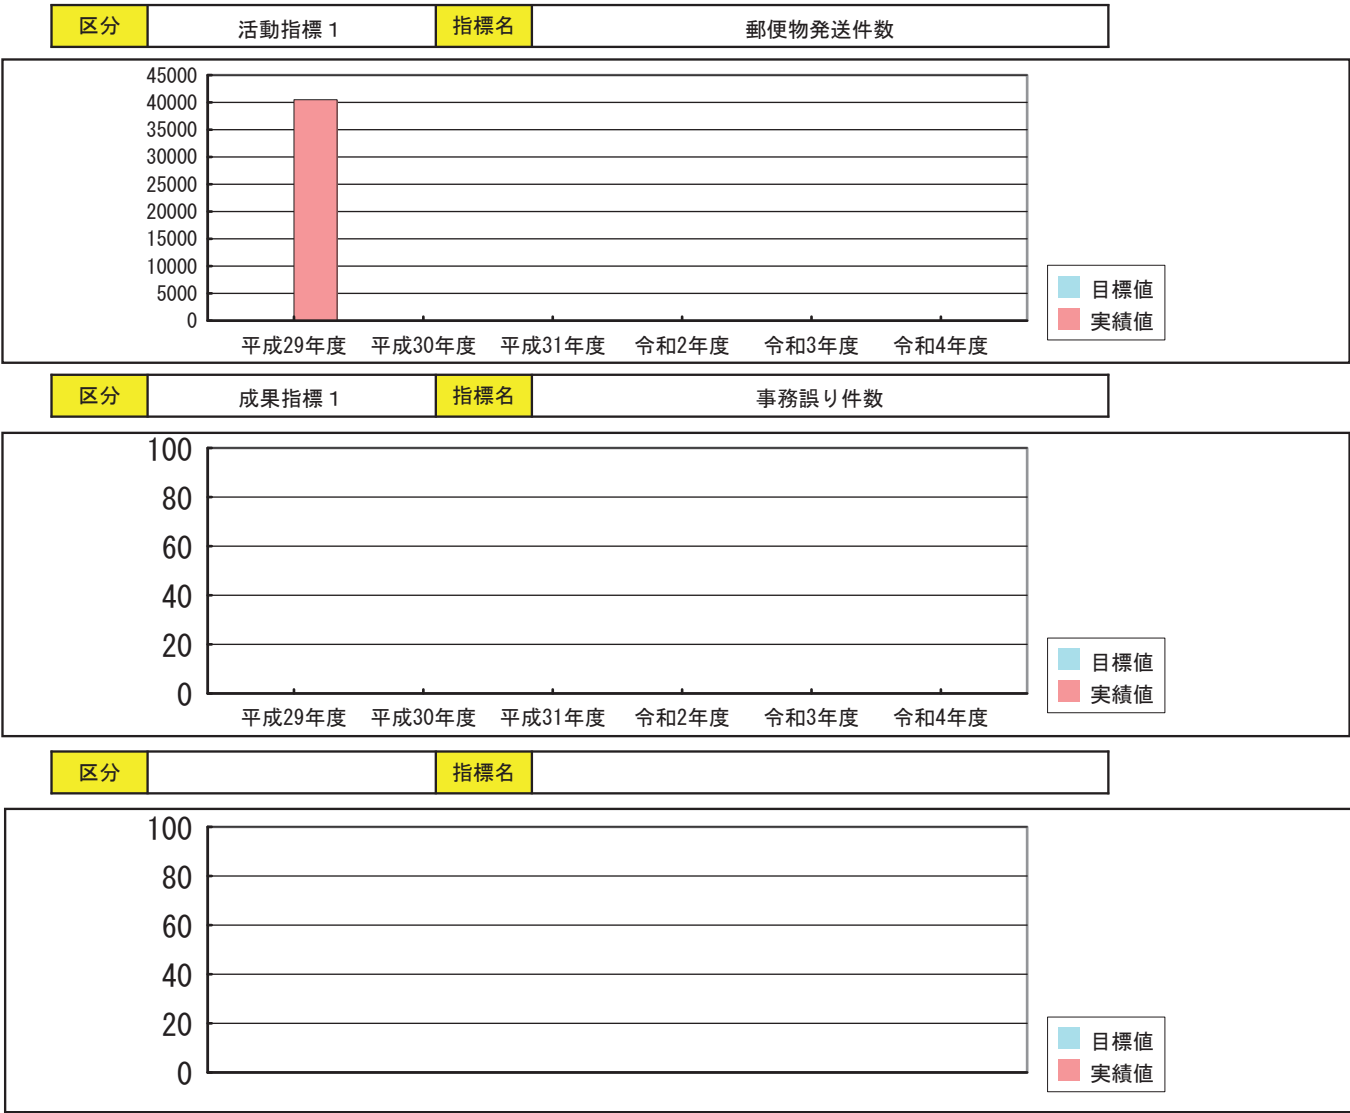 区分 活動指標１ 指標名 郵便物発送件数
45000
40000
35000
30000
25000
20000
15000
10000
5000
0
平成29年度 平成30年度 平成31年度 令和2年度 令和3年度 令和4年度
目標値
実績値
区分 成果指標１ 指標名 事務誤り件数
100
80
60
40
20
0
平成29年度 平成30年度 平成31年度 令和2年度 令和3年度 令和4年度
目標値
実績値
区分 指標名
100
80
60
40
20
0
目標値
実績値